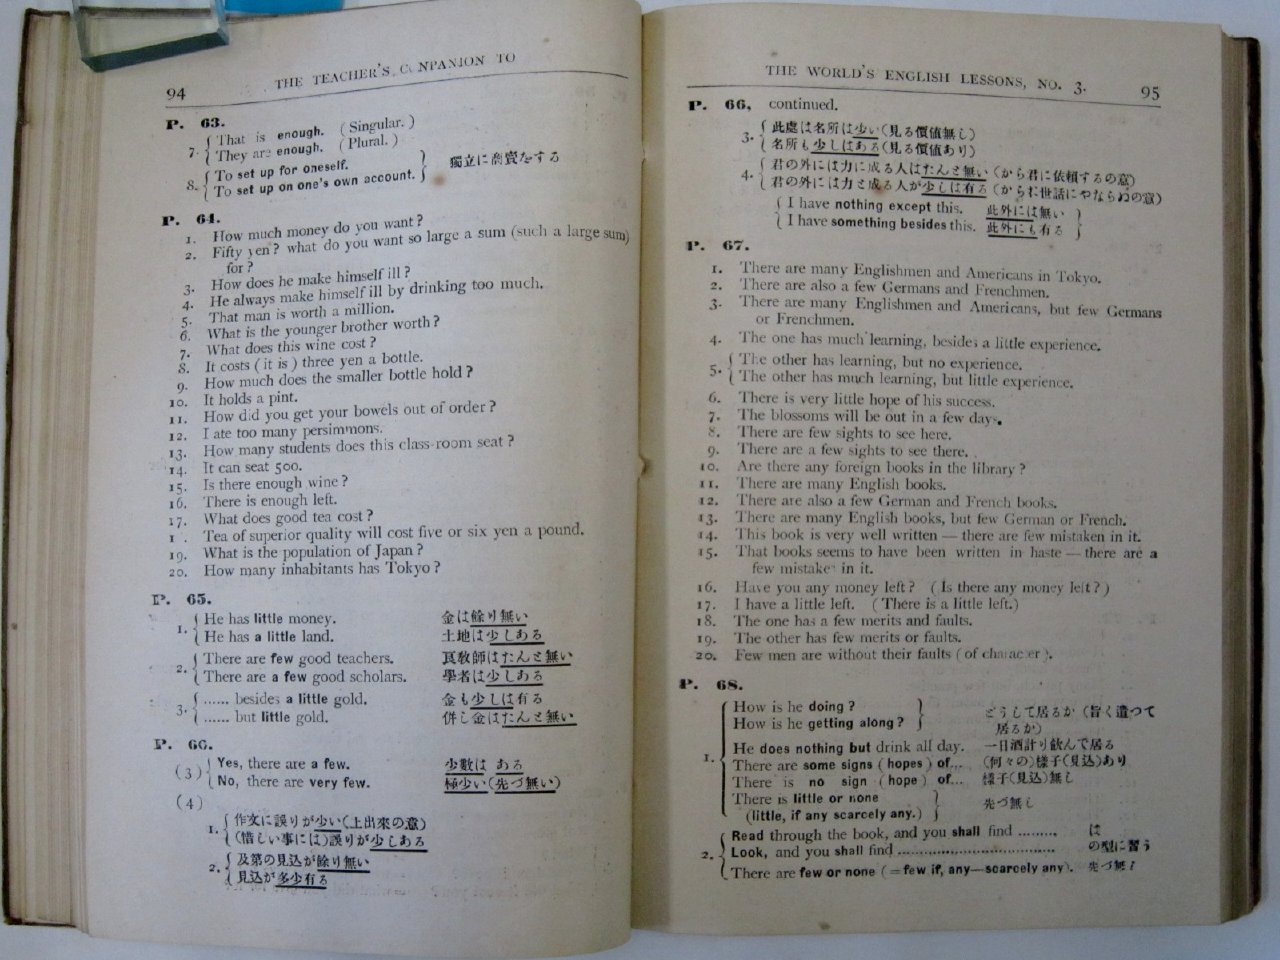 94
THE TEACHER'S C NPANION TO
P. 63.
7. { That is enough. (Singular.)
They are enough. (Plural.)
8. { To set up for oneself.
To set up on one's own account. } 獨立に商賣をする
P. 64.
1. How much money do you want?
2. Fifty yen? what do you want so large a sum (such a large sum)
for?
3. How does he make himself ill?
4. He always make himself ill by drinking too much.
5. That man is worth a million.
6. What is the younger brother worth?
7. What does this wine cost?
8. It costs (it is) three yen a bottle.
9. How much does the smaller bottle hold?
10. It holds a pint.
11. How did you get your bowels out of order?
12. I ate too many persimmons.
13. How many students does this class-room seat?
14. It can seat 500.
15. Is there enough wine?
16. There is enough left.
17. What does good tea cost?
1 . Tea of superior quality will cost five or six yen a pound.
19. What is the population of Japan?
20. How many inhabitants has Tokyo?
P. 65.
1. { He has little money. 金は餘り無い
He has a little land. 土地は少しある
2. { There are few good teachers. 眞教師はたんと無い
There are a few good scholars. 學者は少しある
3. { ...... besides a little gold. 金も少しは有る
...... but little gold. 併し金はたんと無い
P. 66.
(3) { Yes, there are a few. 少數は ある
No, there are very few. 極少い(先づ無い)
(4)
1. { 作文に誤りが少い(上出來の意)
(惜しい事には)誤りが少しある
2. { 及第の見込が餘り無い
見込が多少有る
THE WORLD'S ENGLISH LESSONS, NO. 3. 95
P. 66, continued.
3. { 此處は名所は少い(見る價値無し)
名所も少しはある(見る價値あり)
4. { 君の外には力に成る人はたんと無い(から君に依頼するの意)
君の外には力と成る人が少しは有る(からお世話にやならぬの意)
{ I have nothing except this. 此外には無い
I have something besides this. 此外にも有る }
P. 67.
1. There are many Englishmen and Americans in Tokyo.
2. There are also a few Germans and Frenchmen.
3. There are many Englishmen and Americans, but few Germans
or Frenchmen.
4. The one has much learning, besides a little experience.
5. { The other has learning, but no experience.
The other has much learning, but little experience.
6. There is very little hope of his success.
7. The blossoms will be out in a few days.
8. There are few sights to see here.
9. There are a few sights to see there.
10. Are there any foreign books in the library?
11. There are many English books.
12. There are also a few German and French books.
13. There are many English books, but few German or French.
14. This book is very well written — there are few mistaken in it.
15. That books seems to have been written in haste — there are a
few mistake in it.
16. Have you any money left? (Is there any money left?)
17. I have a little left. (There is a little left.)
18. The one has a few merits and faults.
19. The other has few merits or faults.
20. Few men are without their faults (of character).
P. 68.
1. { How is he doing?
How is he getting along? } どうして居るか (旨く遣つて
居るか)
He does nothing but drink all day. 一日酒計り飲んで居る
There are some signs (hopes) of... (何々の)樣子(見込)あり
There is no sign (hope) of... 樣子(見込)無し
There is little or none
(little, if any scarcely any.) } 先づ無し
2. { Read through the book, and you shall find ......... は
Look, and you shall find .................................... の型に習う
There are few or none (=few if, any—scarcely any). 先づ無し